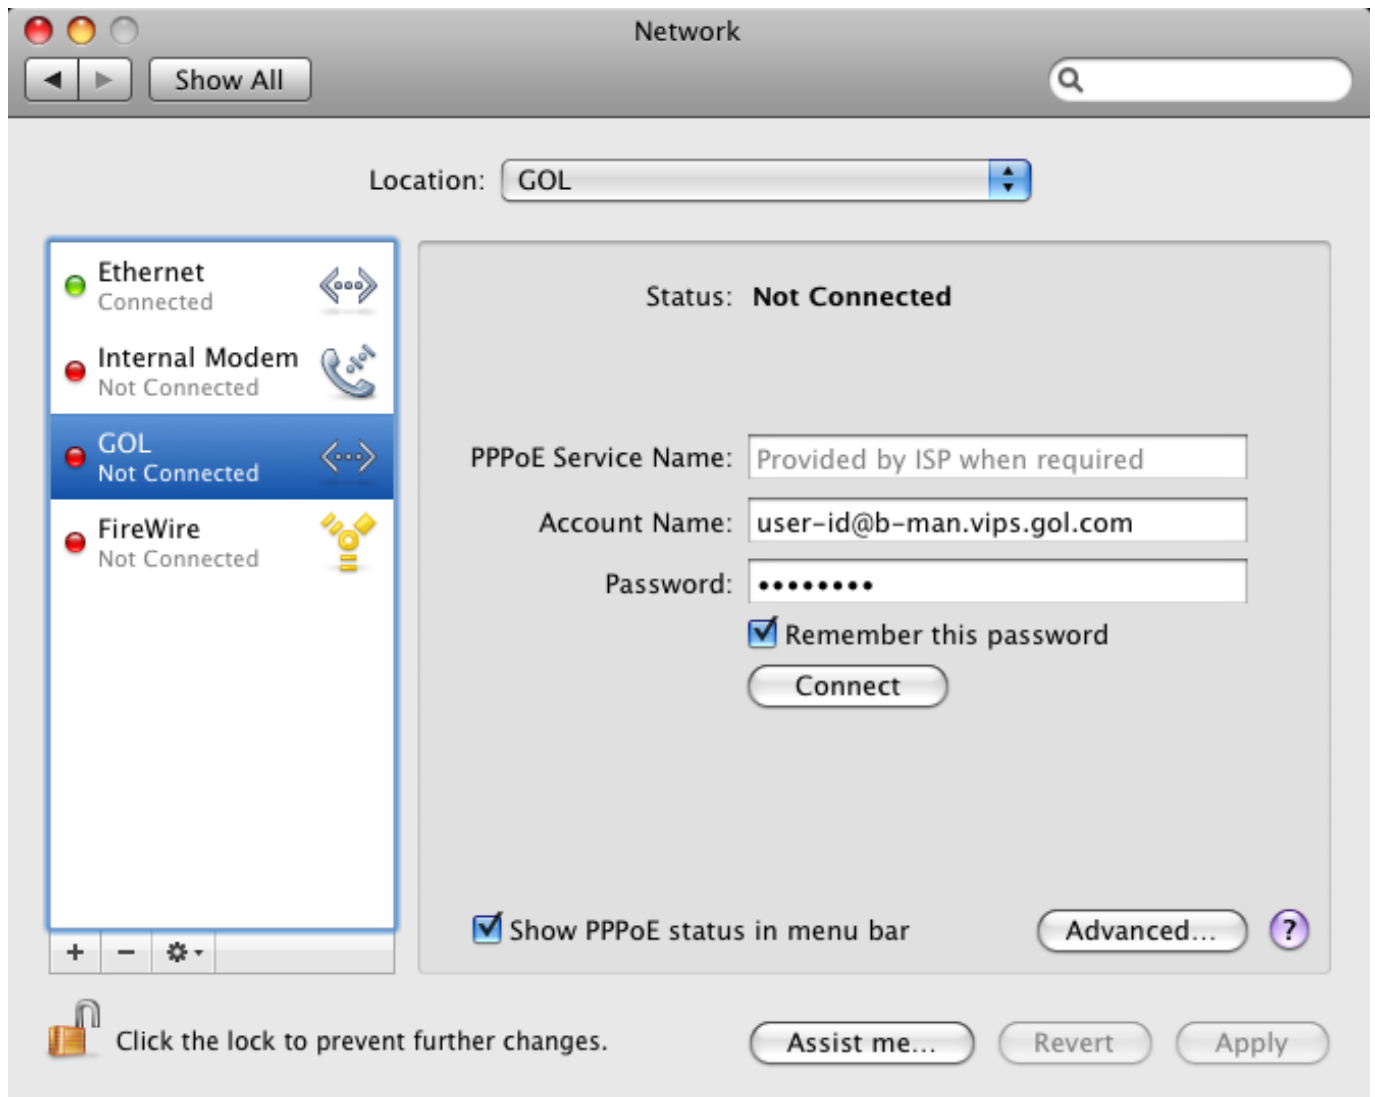 Network
Show All
Location: GOL
Ethernet
Connected
Internal Modem
Not Connected
GOL
Not Connected
FireWire
Not Connected
Status: Not Connected
PPPoE Service Name: Provided by ISP when required
Account Name: user-id@b-man.vips.gol.com
Password: ••••••••
Remember this password
Connect
Show PPPoE status in menu bar
Advanced... ?
Click the lock to prevent further changes.
Assist me... Revert Apply